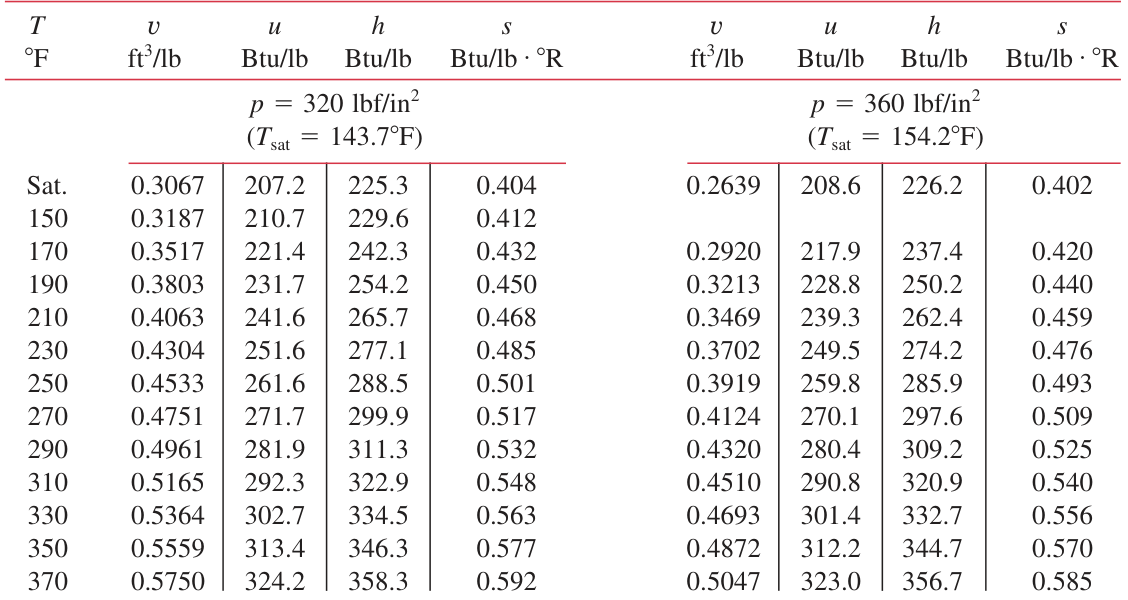 T v u h s v u h s
°F ft³/lb Btu/lb Btu/lb Btu/lb · °R ft³/lb Btu/lb Btu/lb Btu/lb · °R
p = 320 lbf/in² p = 360 lbf/in²
(Tsat = 143.7°F) (Tsat = 154.2°F)
Sat. 0.3067 207.2 225.3 0.404 0.2639 208.6 226.2 0.402
150 0.3187 210.7 229.6 0.412
170 0.3517 221.4 242.3 0.432 0.2920 217.9 237.4 0.420
190 0.3803 231.7 254.2 0.450 0.3213 228.8 250.2 0.440
210 0.4063 241.6 265.7 0.468 0.3469 239.3 262.4 0.459
230 0.4304 251.6 277.1 0.485 0.3702 249.5 274.2 0.476
250 0.4533 261.6 288.5 0.501 0.3919 259.8 285.9 0.493
270 0.4751 271.7 299.9 0.517 0.4124 270.1 297.6 0.509
290 0.4961 281.9 311.3 0.532 0.4320 280.4 309.2 0.525
310 0.5165 292.3 322.9 0.548 0.4510 290.8 320.9 0.540
330 0.5364 302.7 334.5 0.563 0.4693 301.4 332.7 0.556
350 0.5559 313.4 346.3 0.577 0.4872 312.2 344.7 0.570
370 0.5750 324.2 358.3 0.592 0.5047 323.0 356.7 0.585